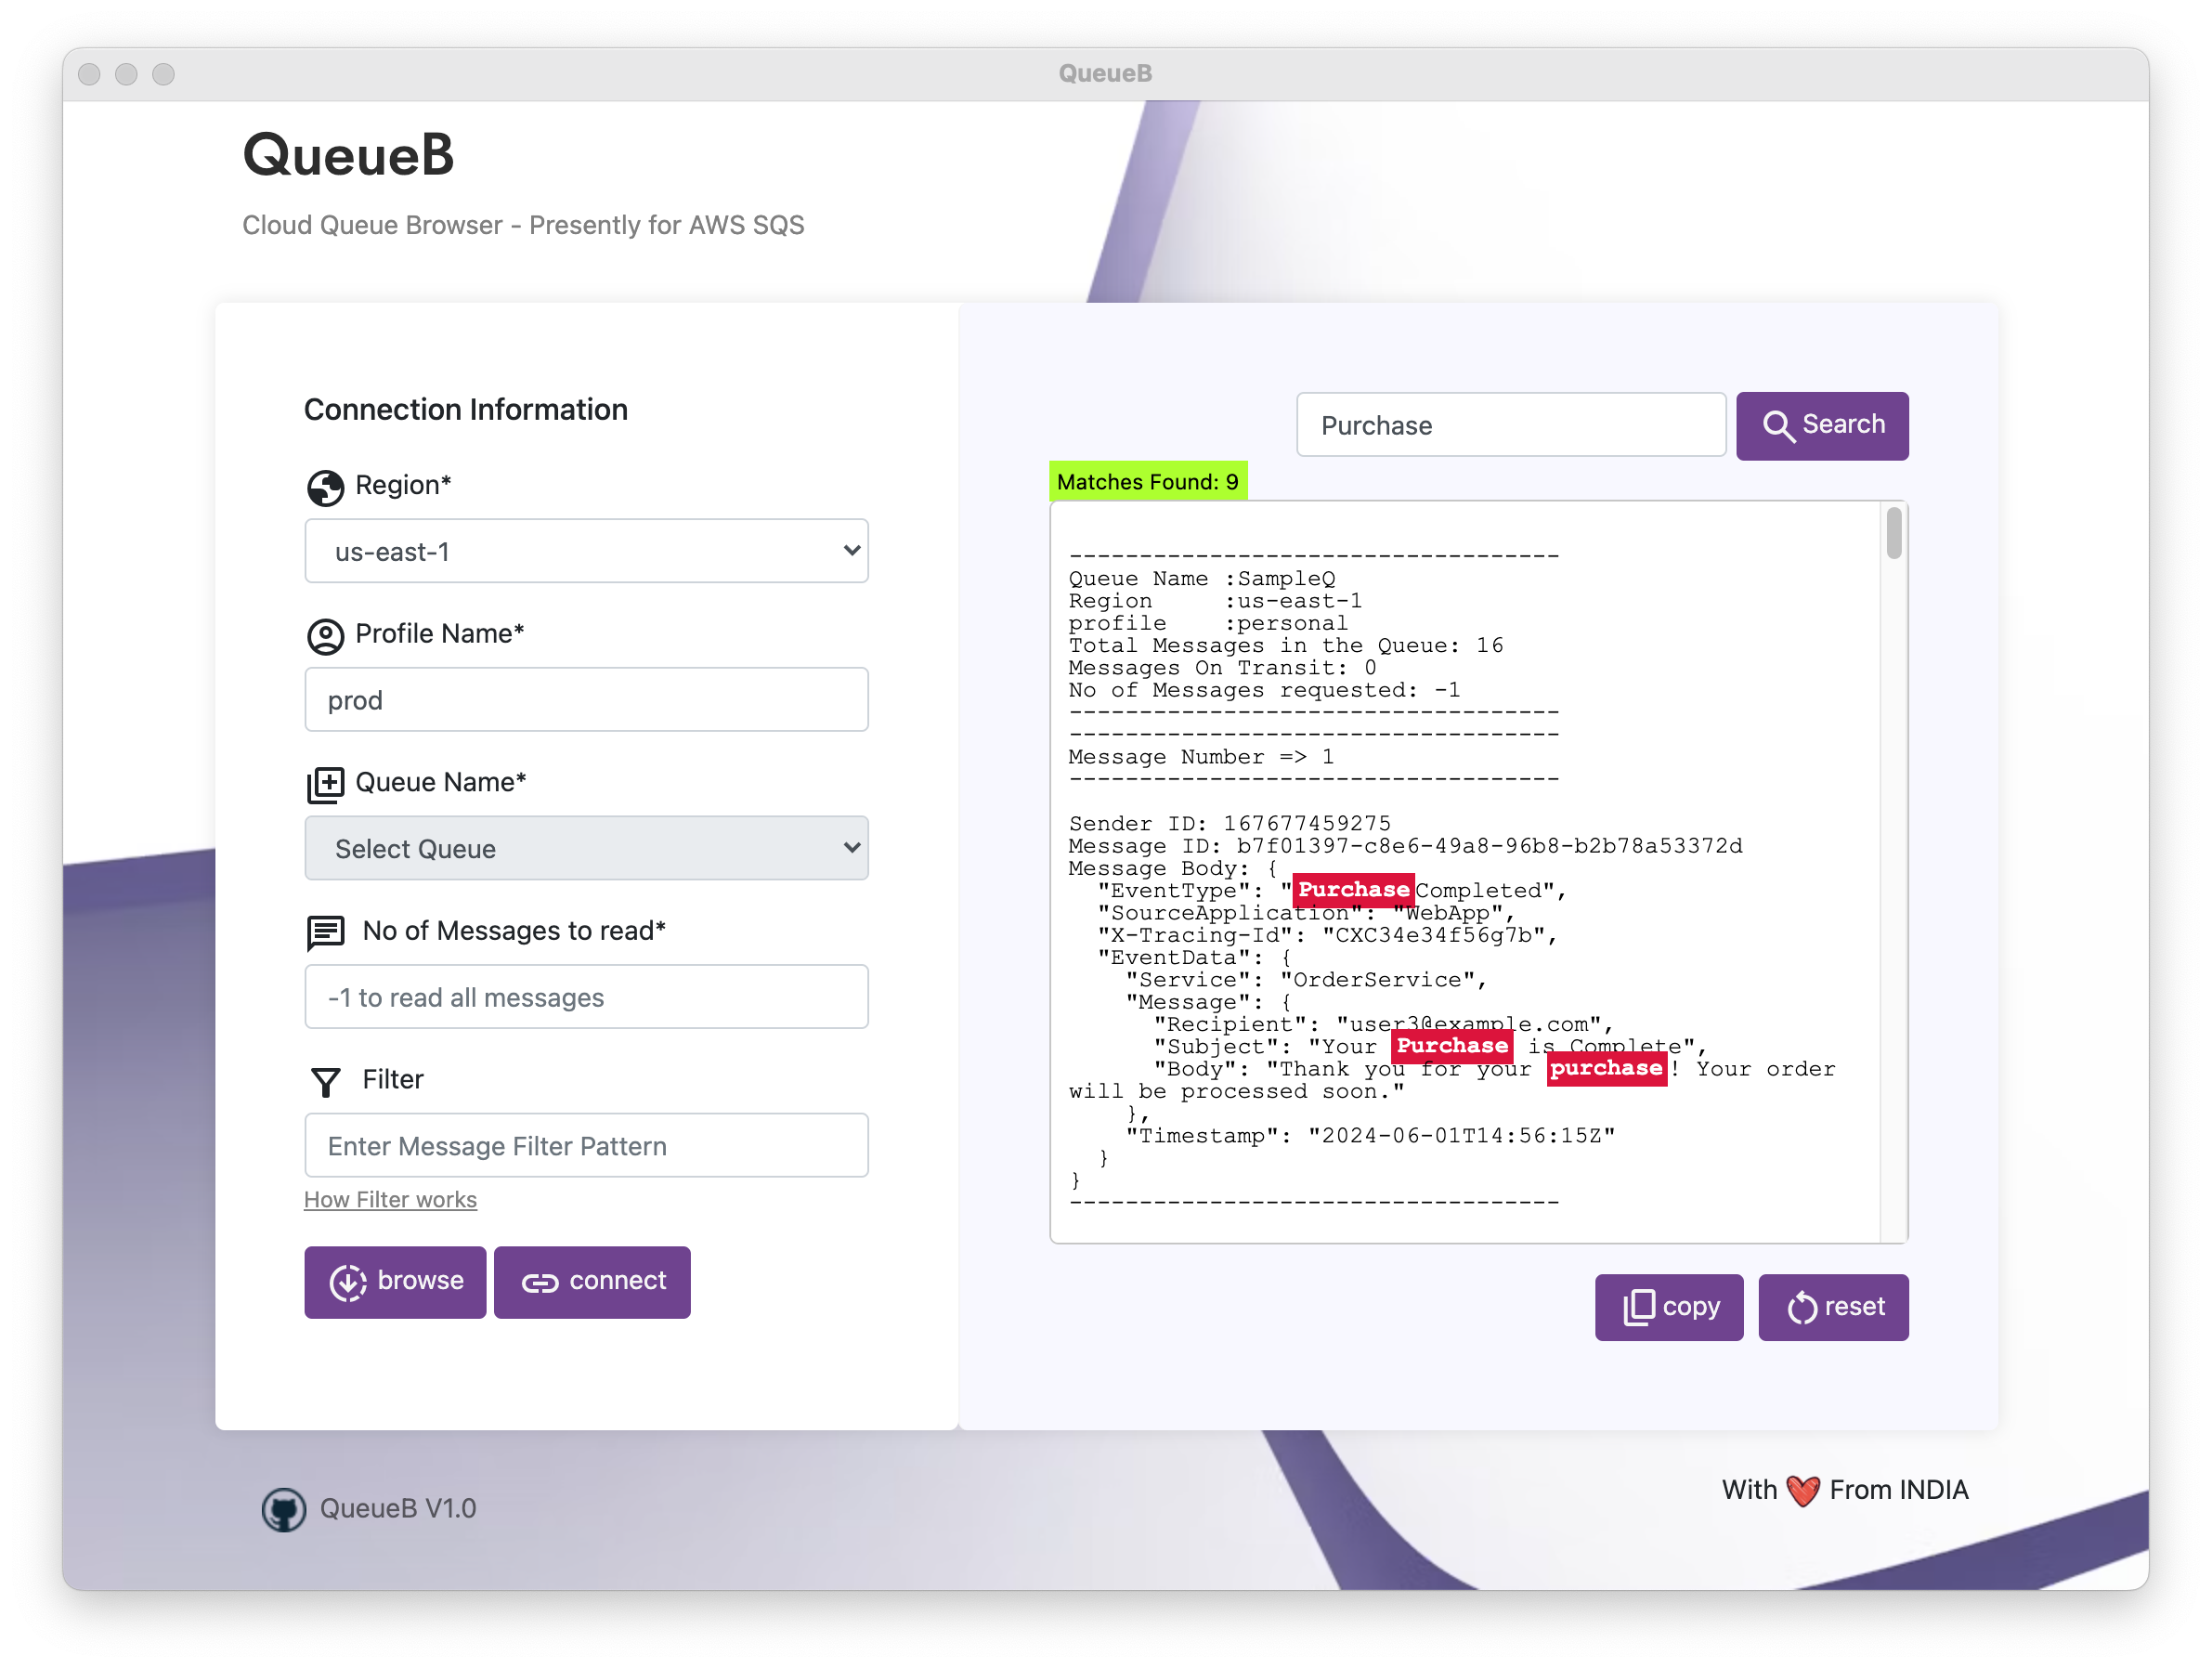 QueueB
QueueB
Cloud Queue Browser - Presently for AWS SQS
Connection Information
Region*
us-east-1
Profile Name*
prod
Queue Name*
Select Queue
No of Messages to read*
-1 to read all messages
Filter
Enter Message Filter Pattern
How Filter works
browse
connect
Purchase
Search
Matches Found: 9
-----------------------------------
Queue Name :SampleQ
Region     :us-east-1
profile    :personal
Total Messages in the Queue: 16
Messages On Transit: 0
No of Messages requested: -1
-----------------------------------
-----------------------------------
Message Number => 1
-----------------------------------
Sender ID: 167677459275
Message ID: b7f01397-c8e6-49a8-96b8-b2b78a53372d
Message Body: {
  "EventType": "PurchaseCompleted",
  "SourceApplication": "WebApp",
  "X-Tracing-Id": "CXC34e34f56g7b",
  "EventData": {
    "Service": "OrderService",
    "Message": {
      "Recipient": "user3@example.com",
      "Subject": "Your Purchase is Complete",
      "Body": "Thank you for your purchase! Your order
will be processed soon."
    },
    "Timestamp": "2024-06-01T14:56:15Z"
  }
}
-----------------------------------
copy
reset
QueueB V1.0
With ❤ From INDIA